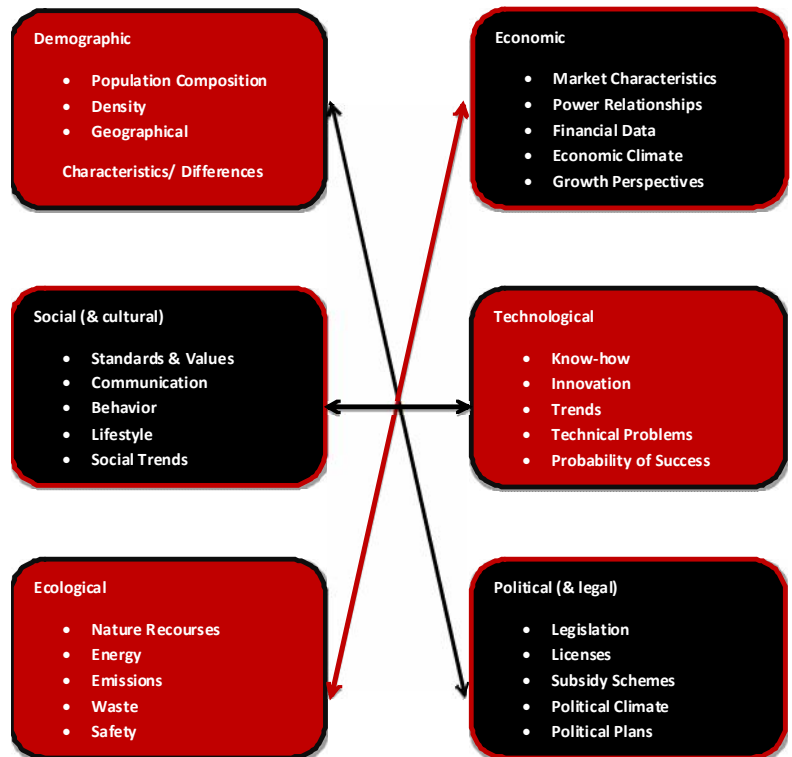 Demographic
• Population Composition
• Density
• Geographical
Characteristics/ Differences
Economic
• Market Characteristics
• Power Relationships
• Financial Data
• Economic Climate
• Growth Perspectives
Social (& cultural)
• Standards & Values
• Communication
• Behavior
• Lifestyle
• Social Trends
Technological
• Know-how
• Innovation
• Trends
• Technical Problems
• Probability of Success
Ecological
• Nature Recourses
• Energy
• Emissions
• Waste
• Safety
Political (& legal)
• Legislation
• Licenses
• Subsidy Schemes
• Political Climate
• Political Plans